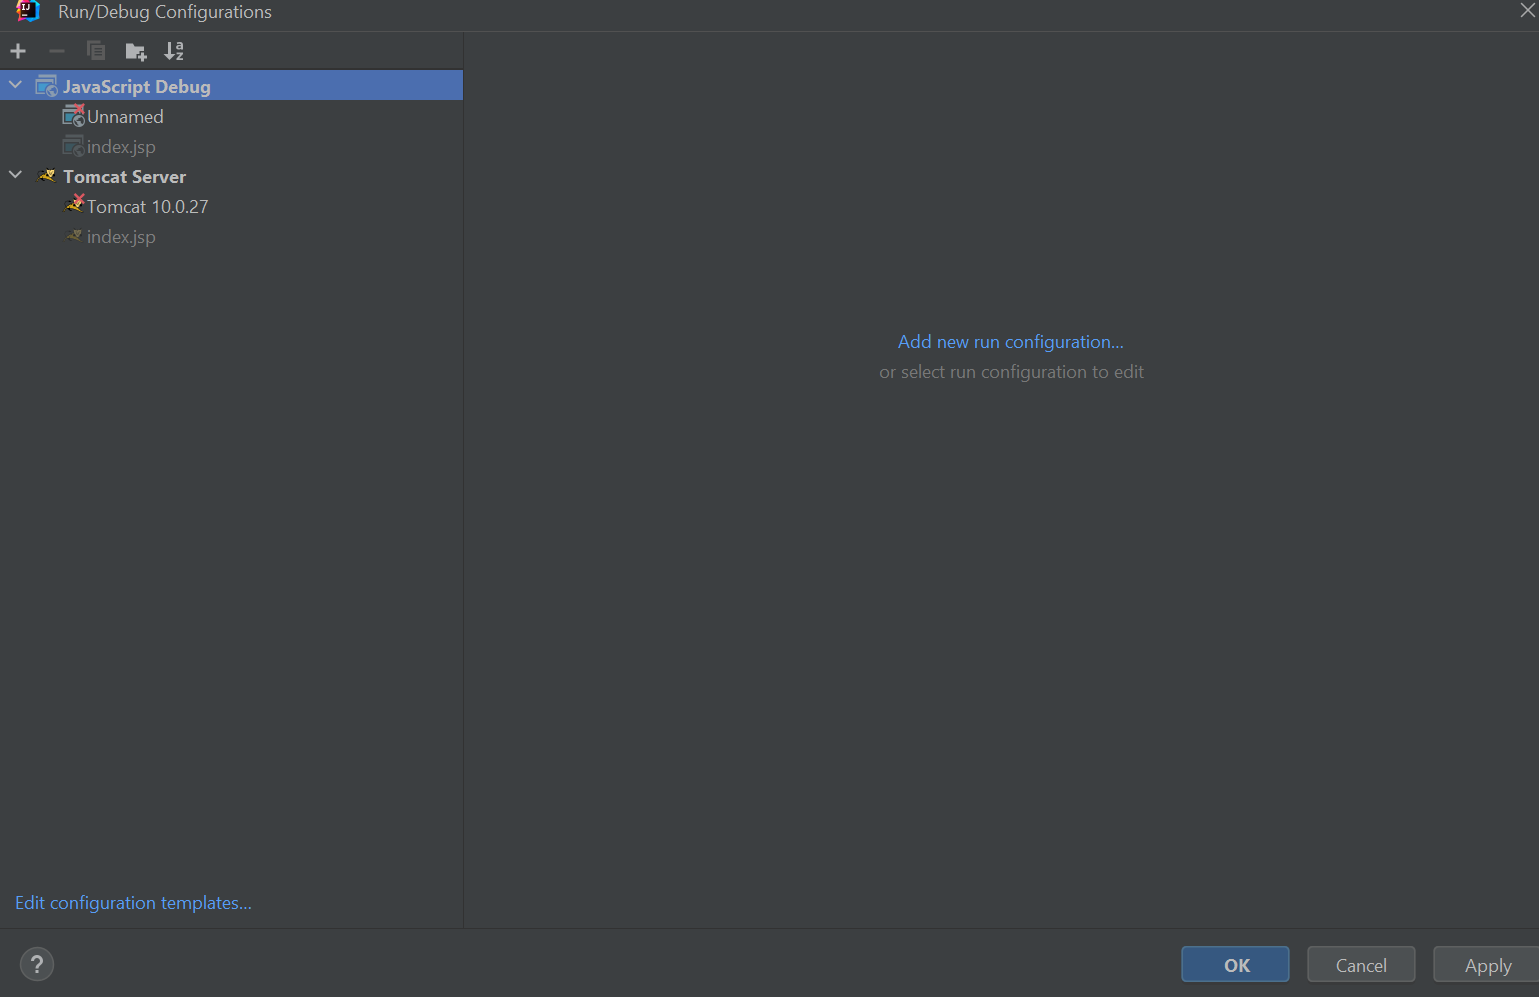 Run/Debug Configurations
JavaScript Debug
Unnamed
index.jsp
Tomcat Server
Tomcat 10.0.27
index.jsp
Add new run configuration...
or select run configuration to edit
Edit configuration templates...
?
OK
Cancel
Apply